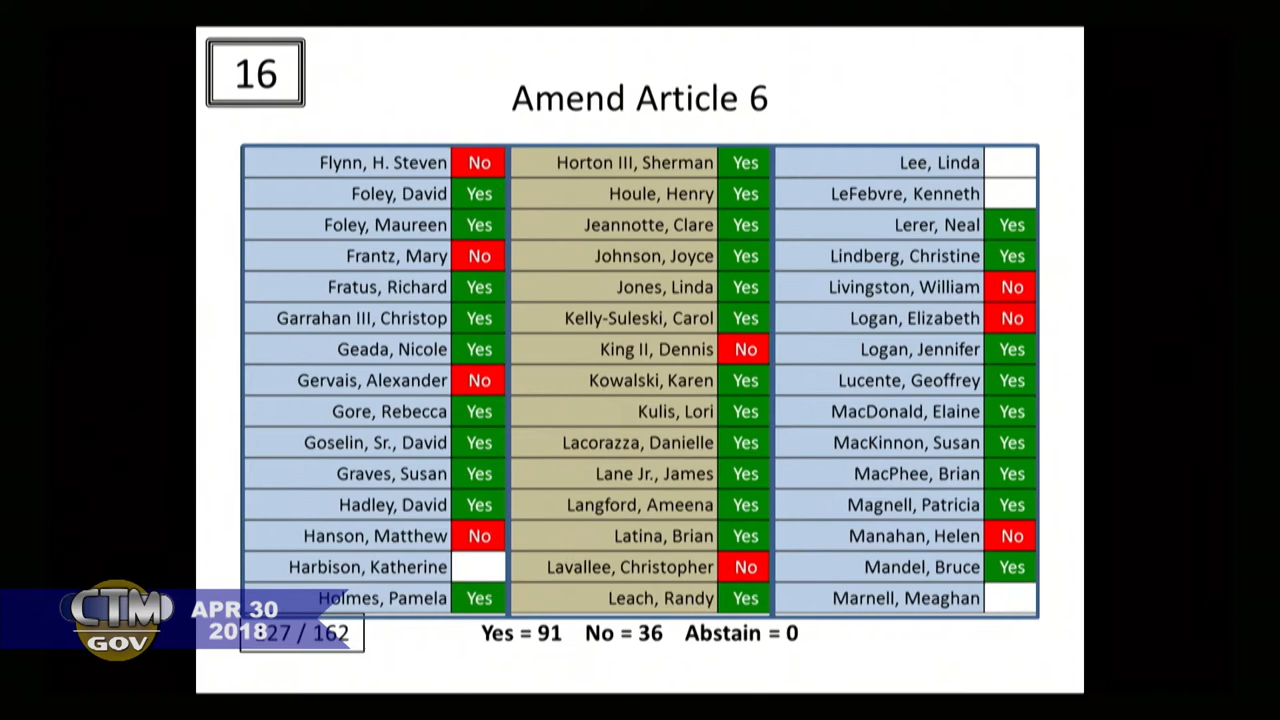 16
Amend Article 6
Flynn, H. Steven No Horton III, Sherman Yes Lee, Linda
Foley, David Yes Houle, Henry Yes LeFebvre, Kenneth
Foley, Maureen Yes Jeannotte, Clare Yes Lerer, Neal Yes
Frantz, Mary No Johnson, Joyce Yes Lindberg, Christine Yes
Fratus, Richard Yes Jones, Linda Yes Livingston, William No
Garrahan III, Christop Yes Kelly-Suleski, Carol Yes Logan, Elizabeth No
Geada, Nicole Yes King II, Dennis No Logan, Jennifer Yes
Gervais, Alexander No Kowalski, Karen Yes Lucente, Geoffrey Yes
Gore, Rebecca Yes Kulis, Lori Yes MacDonald, Elaine Yes
Goselin, Sr., David Yes Lacorazza, Danielle Yes MacKinnon, Susan Yes
Graves, Susan Yes Lane Jr., James Yes MacPhee, Brian Yes
Hadley, David Yes Langford, Ameena Yes Magnell, Patricia Yes
Hanson, Matthew No Latina, Brian Yes Manahan, Helen No
Harbison, Katherine Lavallee, Christopher No Mandel, Bruce Yes
Holmes, Pamela Yes Leach, Randy Yes Marnell, Meaghan
127 / 162 Yes = 91 No = 36 Abstain = 0
CTM
GOV
APR 30
2018